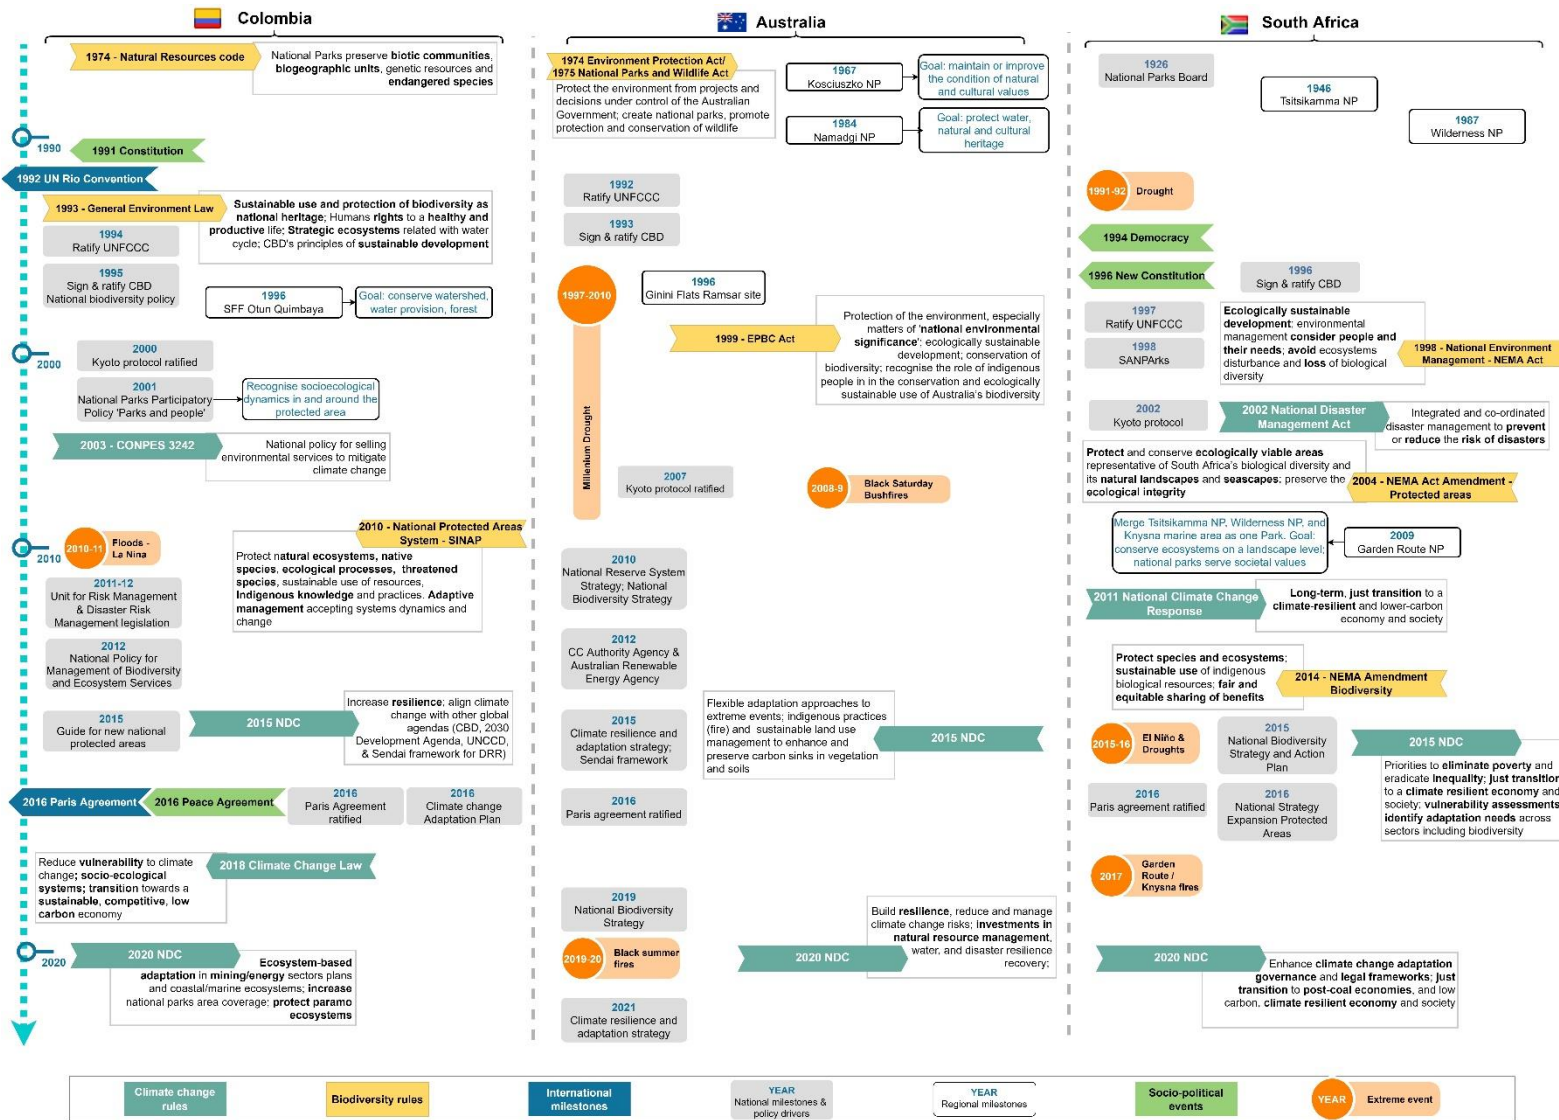 Colombia
1974 - Natural Resources code
National Parks preserve biotic communities,
biogeographic units, genetic resources and
endangered species
1990
1991 Constitution
1992 UN Rio Convention
1993 - General Environment Law
Sustainable use and protection of biodiversity as
national heritage; Humans rights to a healthy and
productive life; Strategic ecosystems related with water
cycle; CBD's principles of sustainable development
1994
Ratify UNFCCC
1995
Sign & ratify CBD
National biodiversity policy
1996
SFF Otun Quimbaya
Goal: conserve watershed,
water provision, forest
2000
2000
Kyoto protocol ratified
2001
National Parks Participatory
Policy 'Parks and people'
Recognise socioecological
dynamics in and around the
protected area
2003 - CONPES 3242
National policy for selling
environmental services to mitigate
climate change
2010
2010-11
Floods -
La Nina
2010 - National Protected Areas
System - SINAP
Protect natural ecosystems, native
species, ecological processes, threatened
species, sustainable use of resources,
Indigenous knowledge and practices. Adaptive
management accepting systems dynamics and
change
2011-12
Unit for Risk Management
& Disaster Risk
Management legislation
2012
National Policy for
Management of Biodiversity
and Ecosystem Services
2015
Guide for new national
protected areas
2015 NDC
Increase resilience; align climate
change with other global
agendas (CBD, 2030
Development Agenda, UNCCD,
& Sendai framework for DRR)
2016 Paris Agreement
2016 Peace Agreement
2016
Paris Agreement
ratified
2016
Climate change
Adaptation Plan
Reduce vulnerability to climate
change; socio-ecological
systems; transition towards a
sustainable, competitive, low
carbon economy
2018 Climate Change Law
2020
2020 NDC
Ecosystem-based
adaptation in mining/energy sectors plans
and coastal/marine ecosystems; increase
national parks area coverage; protect paramo
ecosystems
Australia
1974 Environment Protection Act/
1975 National Parks and Wildlife Act
Protect the environment from projects and
decisions under control of the Australian
Government; create national parks, promote
protection and conservation of wildlife
1967
Kosciuszko NP
Goal: maintain or improve
the condition of natural
and cultural values
1984
Namadgi NP
Goal: protect water,
natural and cultural
heritage
1992
Ratify UNFCCC
1993
Sign & ratify CBD
1997-2010
Millenium Drought
1996
Ginini Flats Ramsar site
1999 - EPBC Act
Protection of the environment, especially
matters of 'national environmental
significance'; ecologically sustainable
development; conservation of
biodiversity; recognise the role of indigenous
people in in the conservation and ecologically
sustainable use of Australia's biodiversity
2007
Kyoto protocol ratified
2008-9
Black Saturday
Bushfires
2010
National Reserve System
Strategy; National
Biodiversity Strategy
2012
CC Authority Agency &
Australian Renewable
Energy Agency
2015
Climate resilience and
adaptation strategy;
Sendai framework
Flexible adaptation approaches to
extreme events; indigenous practices
(fire) and sustainable land use
management to enhance and
preserve carbon sinks in vegetation
and soils
2015 NDC
2016
Paris agreement ratified
2019
National Biodiversity
Strategy
2019-20
Black summer
fires
2020 NDC
Build resilience, reduce and manage
climate change risks; investments in
natural resource management,
water, and disaster resilience
recovery;
2021
Climate resilience and
adaptation strategy
South Africa
1926
National Parks Board
1946
Tsitsikamma NP
1987
Wilderness NP
1991-92
Drought
1994 Democracy
1996 New Constitution
1996
Sign & ratify CBD
1997
Ratify UNFCCC
1998
SANPArks
Ecologically sustainable
development; environmental
management consider people and
their needs; avoid ecosystems
disturbance and loss of biological
diversity
1998 - National Environment
Management - NEMA Act
2002
Kyoto protocol
2002 National Disaster
Management Act
Integrated and co-ordinated
disaster management to prevent
or reduce the risk of disasters
Protect and conserve ecologically viable areas
representative of South Africa's biological diversity and
its natural landscapes and seascapes; preserve the
ecological integrity
2004 - NEMA Act Amendment -
Protected areas
Merge Tsitsikamma NP, Wilderness NP, and
Knysna marine area as one Park. Goal:
conserve ecosystems on a landscape level;
national parks serve societal values
2009
Garden Route NP
2011 National Climate Change
Response
Long-term, just transition to a
climate-resilient and lower-carbon
economy and society
Protect species and ecosystems;
sustainable use of indigenous
biological resources; fair and
equitable sharing of benefits
2014 - NEMA Amendment
Biodiversity
2015-16
El Niño &
Droughts
2015
National Biodiversity
Strategy and Action
Plan
2015 NDC
Priorities to eliminate poverty and
eradicate inequality; just transition
to a climate resilient economy and
society; vulnerability assessments
identify adaptation needs across
sectors including biodiversity
2016
Paris agreement ratified
2016
National Strategy
Expansion Protected
Areas
2017
Garden
Route /
Knysna fires
2020 NDC
Enhance climate change adaptation
governance and legal frameworks; just
transition to post-coal economies, and low
carbon, climate resilient economy and society
Climate change
rules
Biodiversity rules
International
milestones
YEAR
National milestones &
policy drivers
YEAR
Regional milestones
Socio-political
events
YEAR
Extreme event